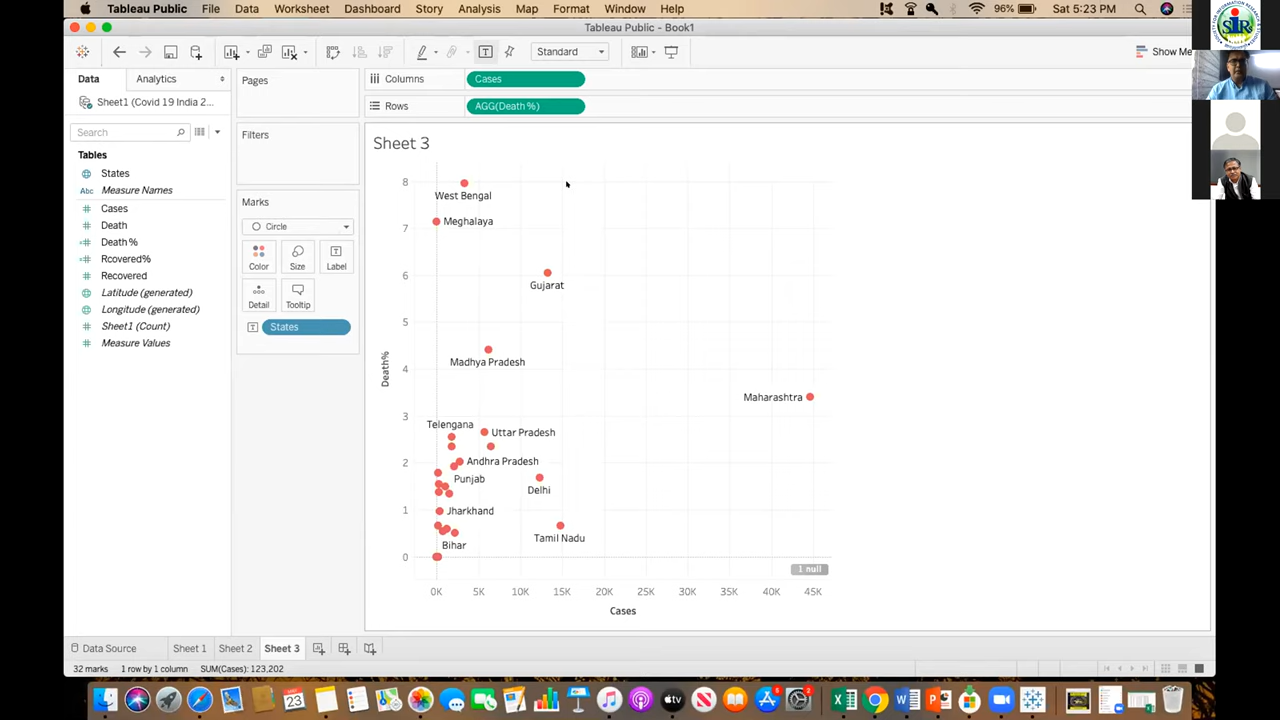 Tableau Public File Data Worksheet Dashboard Story Analysis Map Format Window Help 96% Sat 5:23 PM
Tableau Public - Book1
Standard Show Me
Data Analytics
Sheet1 (Covid 19 India 2...
Search
Tables
States
Abc Measure Names
Cases
Death
Death %
Rcovered%
Recovered
Latitude (generated)
Longitude (generated)
Sheet1 (Count)
Measure Values
Pages
Filters
Marks
Circle
Color Size Label
Detail Tooltip
States
Columns Cases
Rows AGG(Death %)
Sheet 3
8
West Bengal
7 Meghalaya
6
Gujarat
5
Madhya Pradesh
4
Death%
Maharashtra
3
Telengana
Uttar Pradesh
2 Andhra Pradesh
Punjab
Delhi
1 Jharkhand
Tamil Nadu
Bihar
0
1 null
0K 5K 10K 15K 20K 25K 30K 35K 40K 45K
Cases
Data Source Sheet 1 Sheet 2 Sheet 3
32 marks 1 row by 1 column SUM(Cases): 123,202